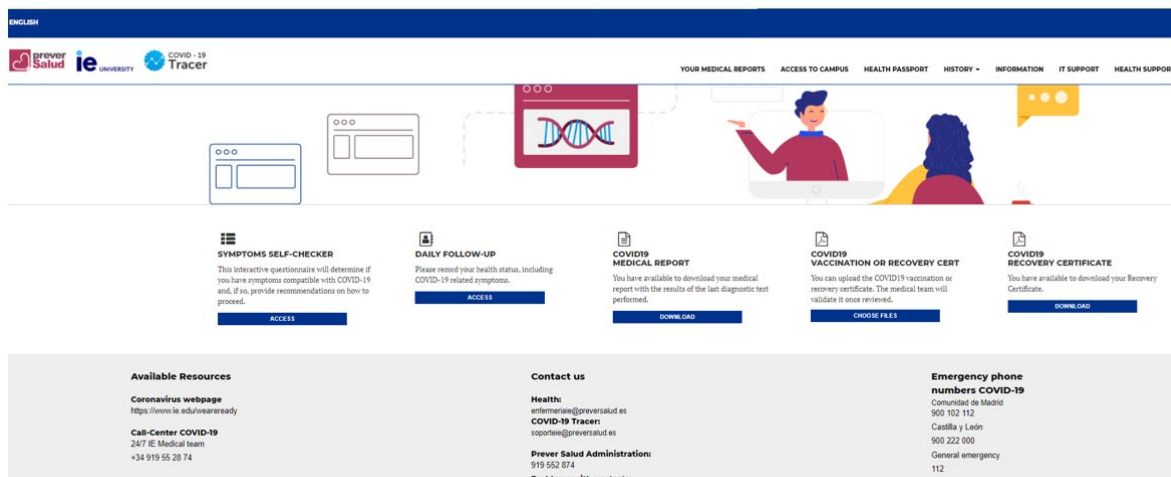 ENGLISH
prever
Salud
ie UNIVERSITY
COVID - 19
Tracer
YOUR MEDICAL REPORTS ACCESS TO CAMPUS HEALTH PASSPORT HISTORY INFORMATION IT SUPPORT HEALTH SUPPOR
SYMPTOMS SELF-CHECKER
This interactive questionnaire will determine if
you have symptoms compatible with COVID-19
and, if so, provide recommendations on how to
proceed.
ACCESS
DAILY FOLLOW-UP
Please record your health status, including
COVID-19 related symptoms.
ACCESS
COVID19
MEDICAL REPORT
You have available to download your medical
report with the results of the last diagnostic test
performed.
DOWNLOAD
COVID19
VACCINATION OR RECOVERY CERT
You can upload the COVID19 vaccination or
recovery certificate. The medical team will
validate it once reviewed.
CHOOSE FILES
COVID19
RECOVERY CERTIFICATE
You have available to download your Recovery
Certificate.
DOWNLOAD
Available Resources
Coronavirus webpage
https://www.ie.edu/weareready
Call-Center COVID-19
24/7 IE Medical team
+34 919 55 28 74
Contact us
Health:
enfermeriaie@preversalud.es
COVID-19 Tracer:
soporteie@preversalud.es
Prever Salud Administration:
919 552 874
Emergency phone
numbers COVID-19
Comunidad de Madrid
900 102 112
Castilla y León
900 222 000
General emergency
112